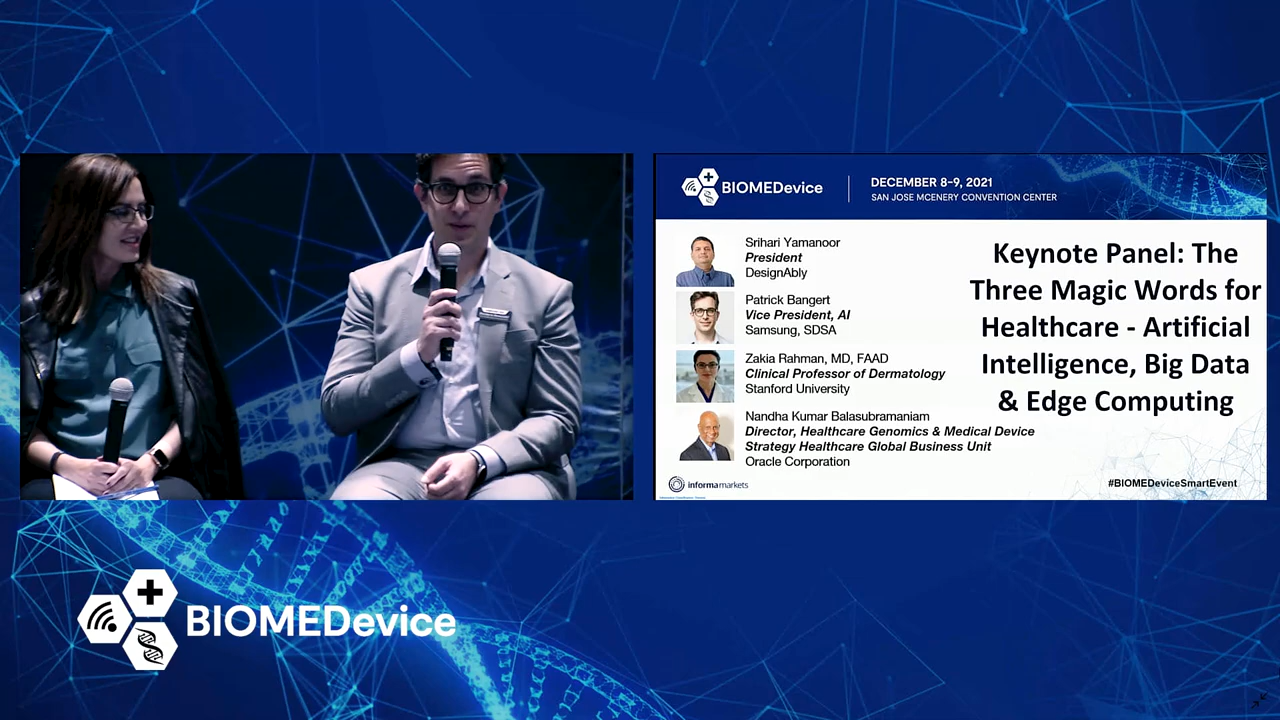 BIOMEDevice
DECEMBER 8-9, 2021
SAN JOSE MCENERY CONVENTION CENTER
Srihari Yamanoor
President
DesignAbly
Patrick Bangert
Vice President, AI
Samsung, SDSA
Zakia Rahman, MD, FAAD
Clinical Professor of Dermatology
Stanford University
Nandha Kumar Balasubramaniam
Director, Healthcare Genomics & Medical Device
Strategy Healthcare Global Business Unit
Oracle Corporation
Keynote Panel: The
Three Magic Words for
Healthcare - Artificial
Intelligence, Big Data
& Edge Computing
informamarkets
#BIOMEDeviceSmartEvent
BIOMEDevice